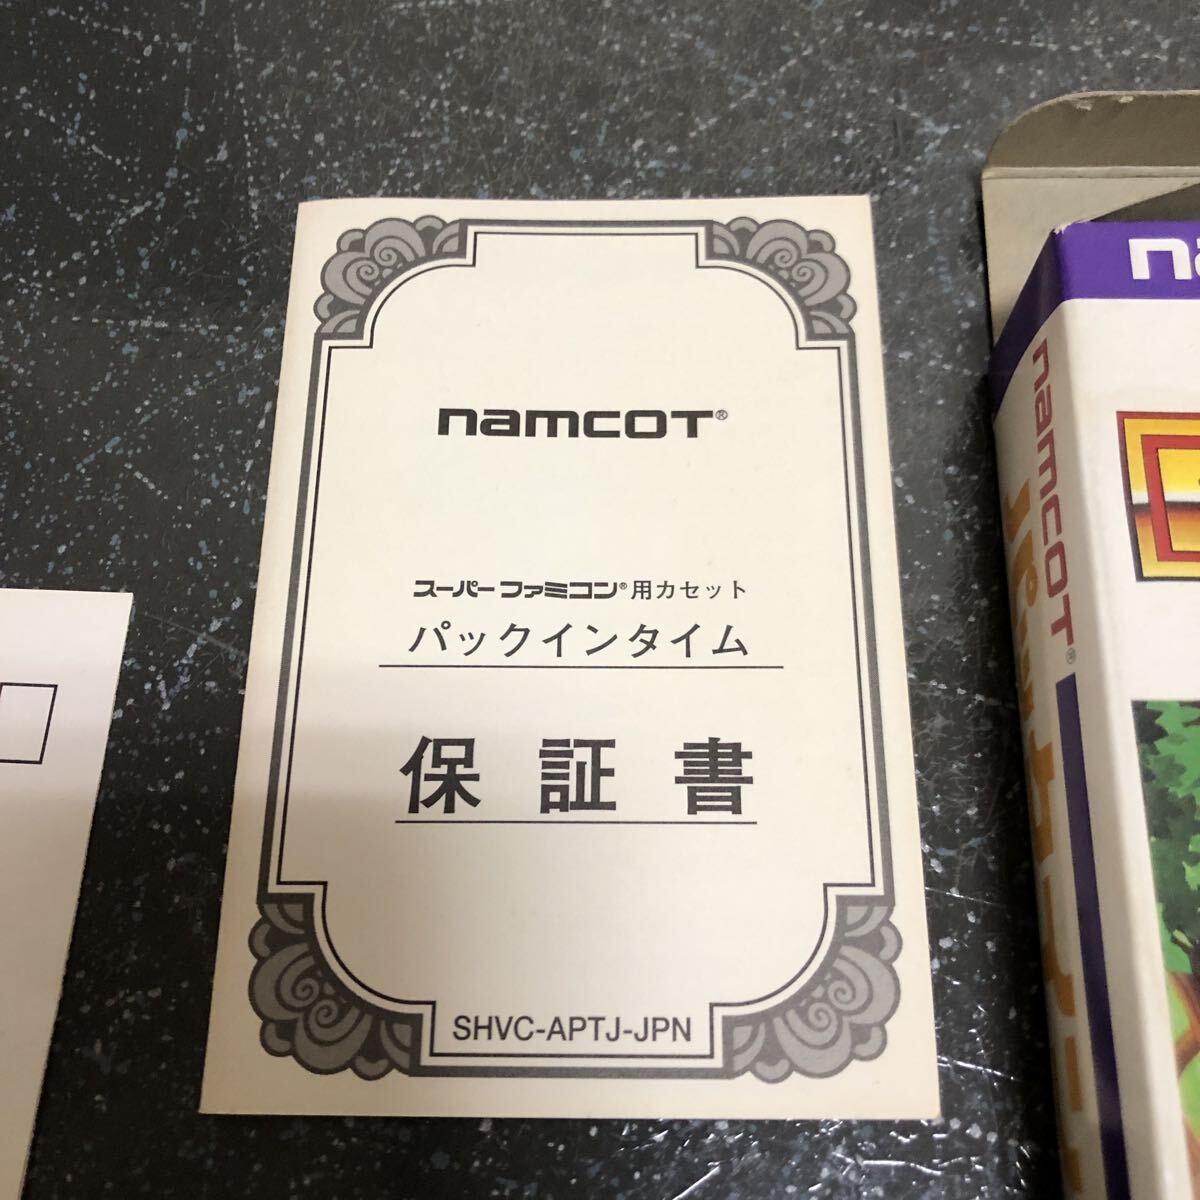 namcot®
スーパーファミコン®用カセット
パックインタイム
保証書
SHVC-APTJ-JPN
namcot®